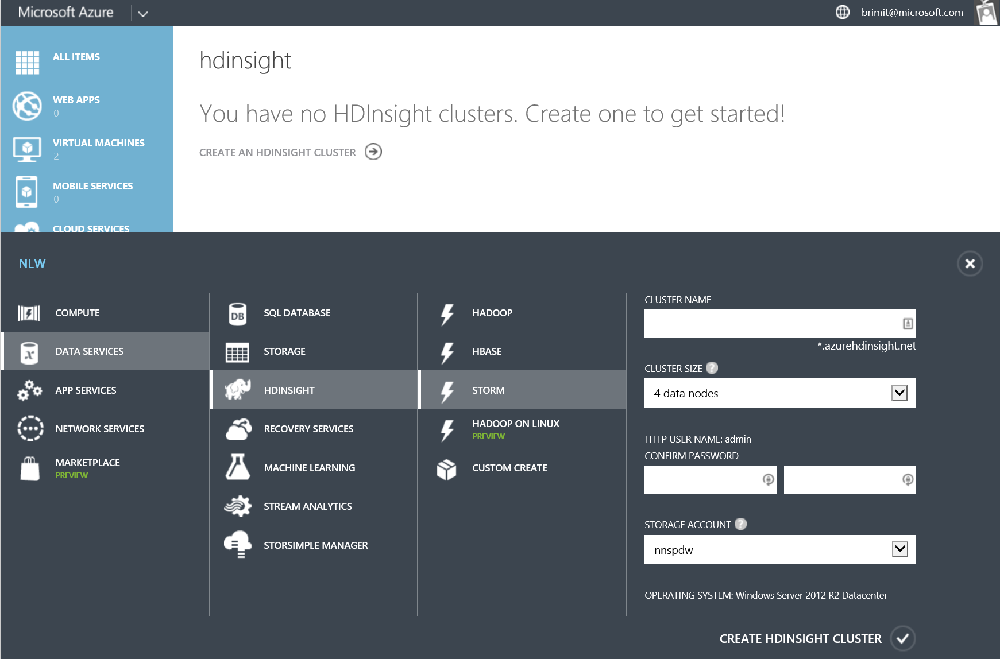 Microsoft Azure
brimit@microsoft.com
ALL ITEMS
WEB APPS
0
VIRTUAL MACHINES
2
MOBILE SERVICES
0
CLOUD SERVICES
hdinsight
You have no HDInsight clusters. Create one to get started!
CREATE AN HDINSIGHT CLUSTER
NEW
COMPUTE
DATA SERVICES
APP SERVICES
NETWORK SERVICES
MARKETPLACE
PREVIEW
DB
SQL DATABASE
STORAGE
HDINSIGHT
RECOVERY SERVICES
MACHINE LEARNING
STREAM ANALYTICS
STORSIMPLE MANAGER
HADOOP
HBASE
STORM
HADOOP ON LINUX
PREVIEW
CUSTOM CREATE
CLUSTER NAME
*.azurehdinsight.net
CLUSTER SIZE ?
4 data nodes
HTTP USER NAME: admin
CONFIRM PASSWORD
STORAGE ACCOUNT ?
nnspdw
OPERATING SYSTEM: Windows Server 2012 R2 Datacenter
CREATE HDINSIGHT CLUSTER